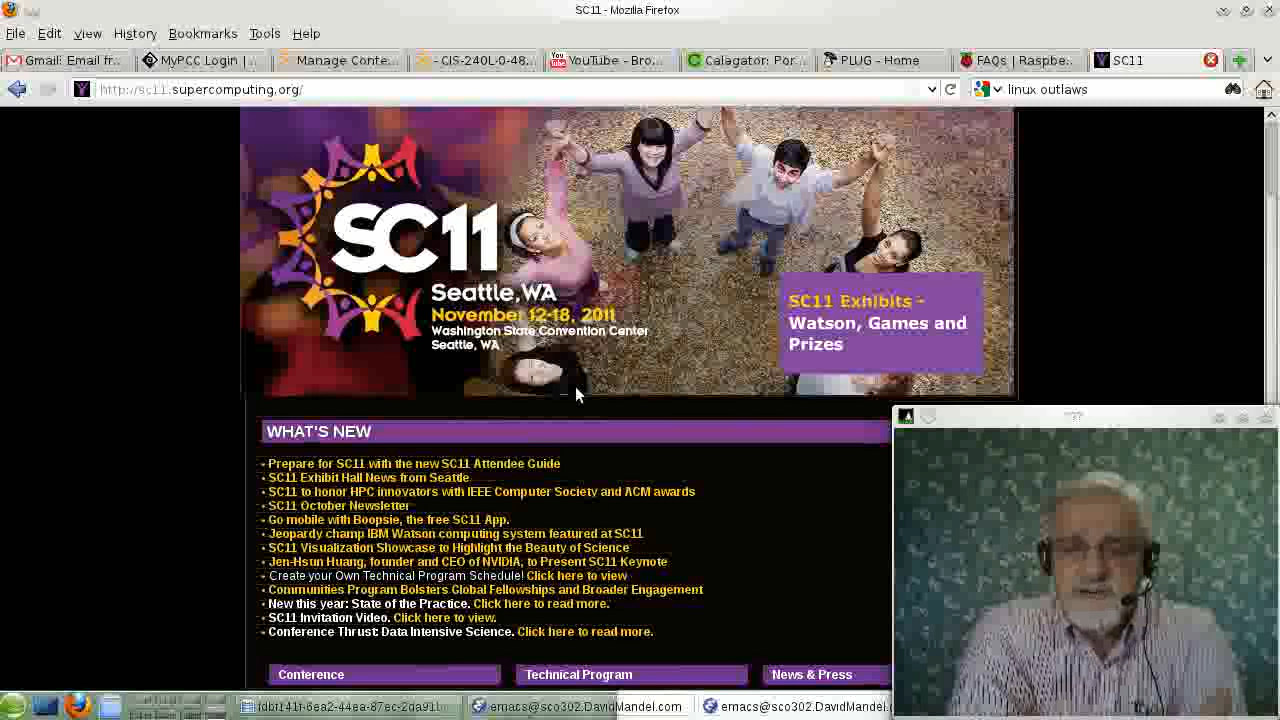 SC11 - Mozilla Firefox
File Edit View History Bookmarks Tools Help
Gmail: Email fr... MyPCC Login | ... Manage Conte... - CIS-240L-0-48... YouTube - Bro... Calagator: Por... PLUG - Home FAQs | Raspbe... SC11
http://sc11.supercomputing.org/ linux outlaws
SC11
Seattle,WA
November 12-18, 2011
Washington State Convention Center
Seattle, WA
SC11 Exhibits -
Watson, Games and
Prizes
WHAT'S NEW
• Prepare for SC11 with the new SC11 Attendee Guide
• SC11 Exhibit Hall News from Seattle
• SC11 to honor HPC innovators with IEEE Computer Society and ACM awards
• SC11 October Newsletter
• Go mobile with Boopsie, the free SC11 App.
• Jeopardy champ IBM Watson computing system featured at SC11
• SC11 Visualization Showcase to Highlight the Beauty of Science
• Jen-Hsun Huang, founder and CEO of NVIDIA, to Present SC11 Keynote
• Create your Own Technical Program Schedule! Click here to view
• Communities Program Bolsters Global Fellowships and Broader Engagement
• New this year: State of the Practice. Click here to read more.
• SC11 Invitation Video. Click here to view.
• Conference Thrust: Data Intensive Science. Click here to read more.
Conference Technical Program News & Press
emacs@sco302.DavidMandel.com emacs@sco302.DavidMandel.